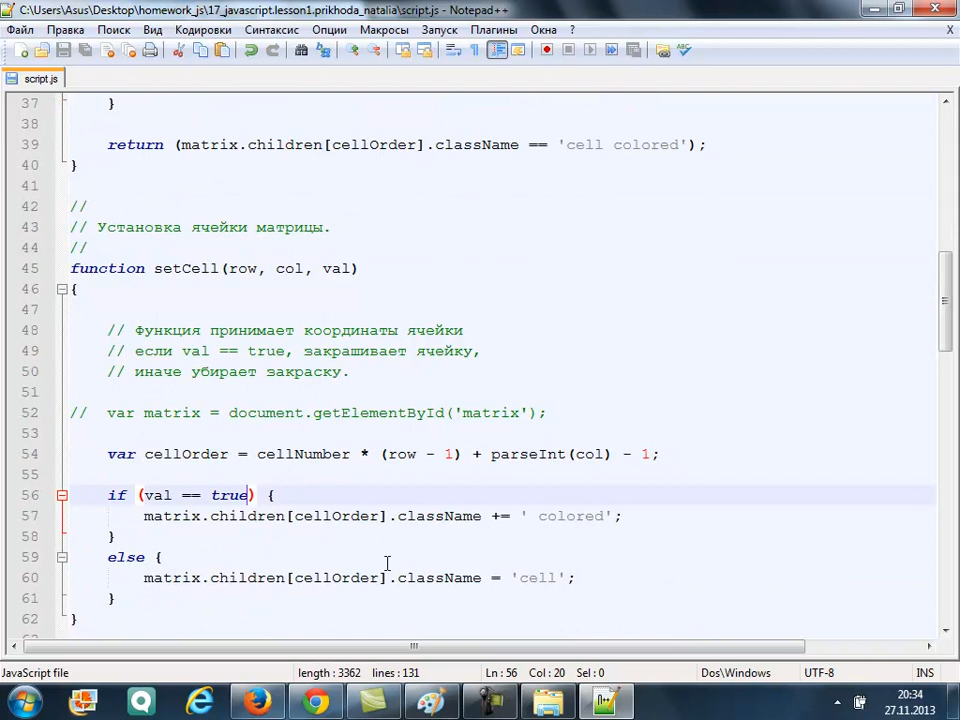 C:\Users\Asus\Desktop\homework_js\17_javascript.lesson1.prikhoda_natalia\script.js - Notepad++
Файл Правка Поиск Вид Кодировки Синтаксис Опции Макросы Запуск Плагины Окна ? X
script.js
37 }
38
39 return (matrix.children[cellOrder].className == 'cell colored');
40 }
41
42 //
43 // Установка ячейки матрицы.
44 //
45 function setCell(row, col, val)
46 {
47
48 // Функция принимает координаты ячейки
49 // если val == true, закрашивает ячейку,
50 // иначе убирает закраску.
51
52 // var matrix = document.getElementById('matrix');
53
54 var cellOrder = cellNumber * (row - 1) + parseInt(col) - 1;
55
56 if (val == true) {
57 matrix.children[cellOrder].className += ' colored';
58 }
59 else {
60 matrix.children[cellOrder].className = 'cell';
61 }
62 }
JavaScript file length : 3362 lines : 131 Ln : 56 Col : 20 Sel : 0 Dos\Windows UTF-8 INS
20:34
27.11.2013